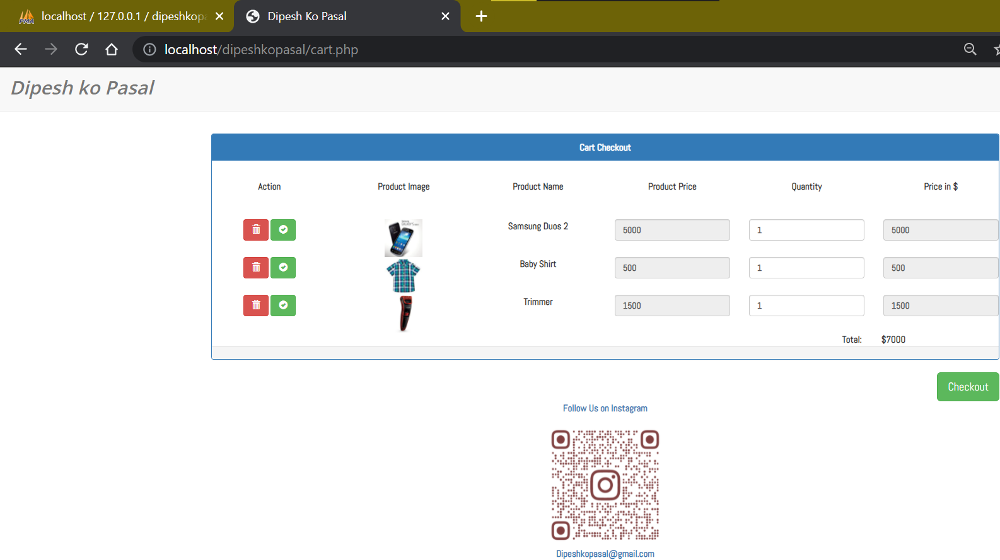 PMA localhost / 127.0.0.1 / dipeshkopa
Dipesh Ko Pasal
localhost/dipeshkopasal/cart.php
Dipesh ko Pasal
Cart Checkout
Action Product Image Product Name Product Price Quantity Price in $
Samsung Duos 2 5000 1 5000
Baby Shirt 500 1 500
Trimmer 1500 1 1500
Total: $7000
Checkout
Follow Us on Instagram
Dipeshkopasal@gmail.com